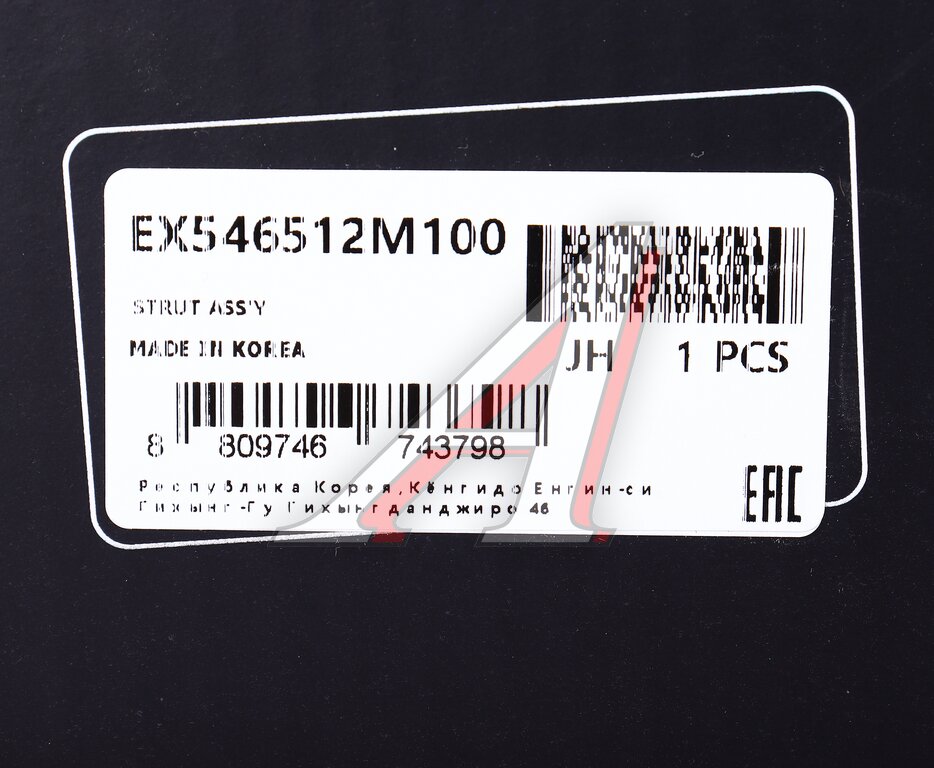 EX546512M100
STRUT ASS'Y
MADE IN KOREA
JH 1 PCS
8 809746 743798
Республика Корея,Кёнгидо Енгин-си
Гихынг-Гу Гихынгданджиро 46
EAC